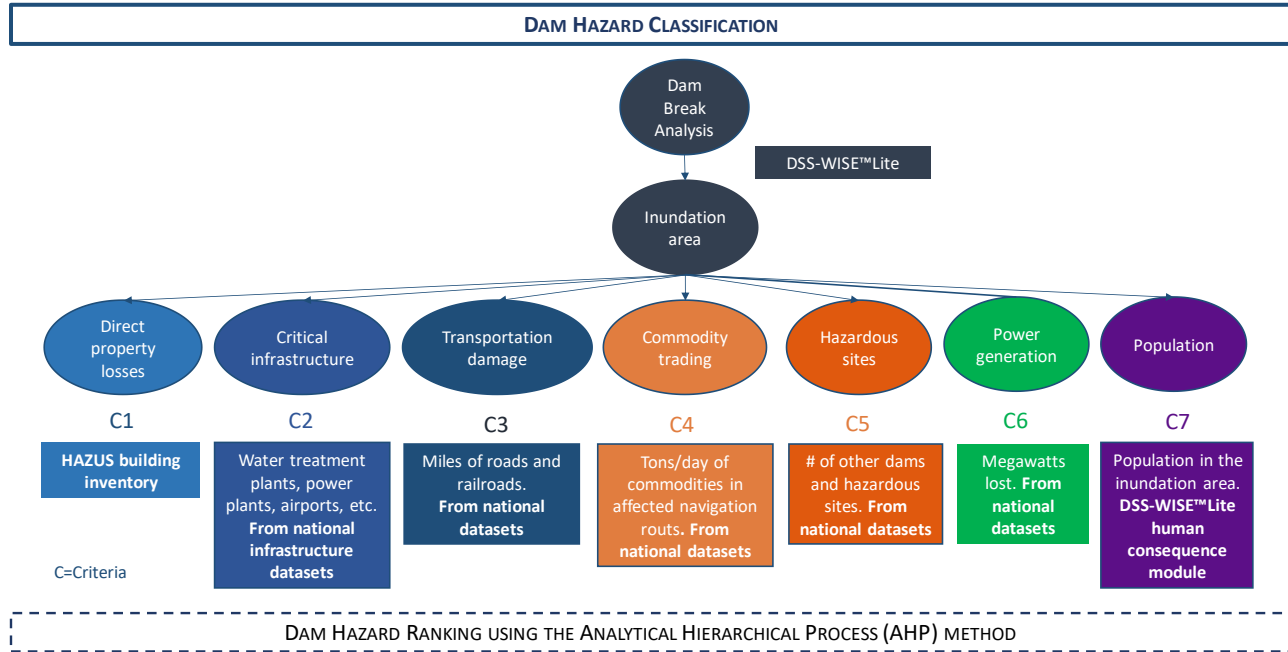 DAM HAZARD CLASSIFICATION
Dam
Break
Analysis
DSS-WISE™Lite
Inundation
area
Direct
property
losses
Critical
infrastructure
Transportation
damage
Commodity
trading
Hazardous
sites
Power
generation
Population
C1
C2
C3
C4
C5
C6
C7
HAZUS building
inventory
Water treatment
plants, power
plants, airports, etc.
From national
infrastructure
datasets
Miles of roads and
railroads.
From national
datasets
Tons/day of
commodities in
affected navigation
routs. From
national datasets
# of other dams
and hazardous
sites. From
national datasets
Megawatts
lost. From
national
datasets
Population in the
inundation area.
DSS-WISE™Lite
human
consequence
module
C=Criteria
DAM HAZARD RANKING USING THE ANALYTICAL HIERARCHICAL PROCESS (AHP) METHOD